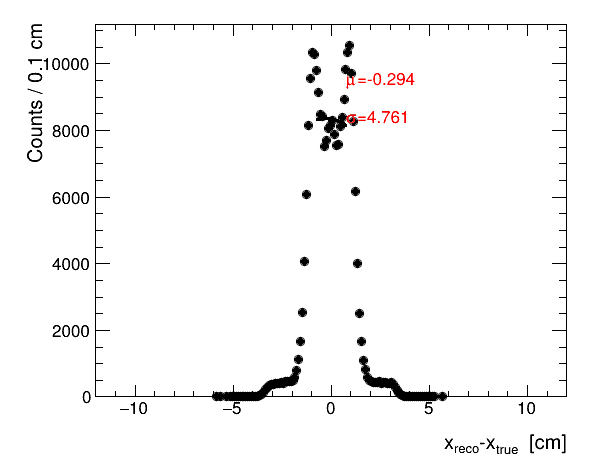 Counts / 0.1 cm
10000
8000
6000
4000
2000
0
μ=-0.294
σ=4.761
−10 −5 0 5 10
x_reco-x_true [cm]